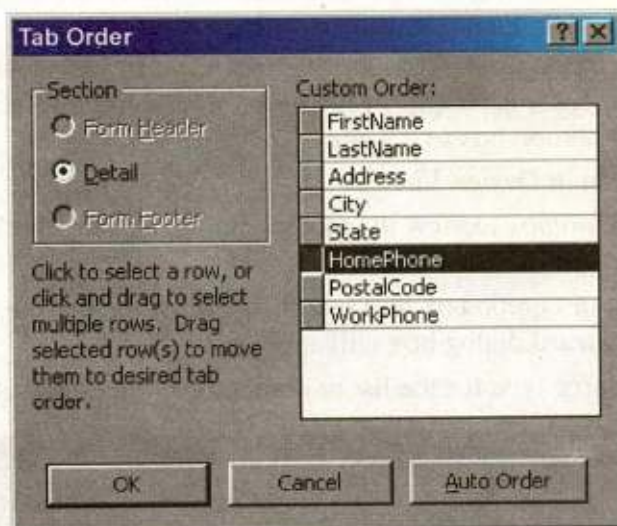 Tab Order
Section
Form Header
Detail
Form Footer
Click to select a row, or
click and drag to select
multiple rows. Drag
selected row(s) to move
them to desired tab
order.
Custom Order:
FirstName
LastName
Address
City
State
HomePhone
PostalCode
WorkPhone
OK
Cancel
Auto Order